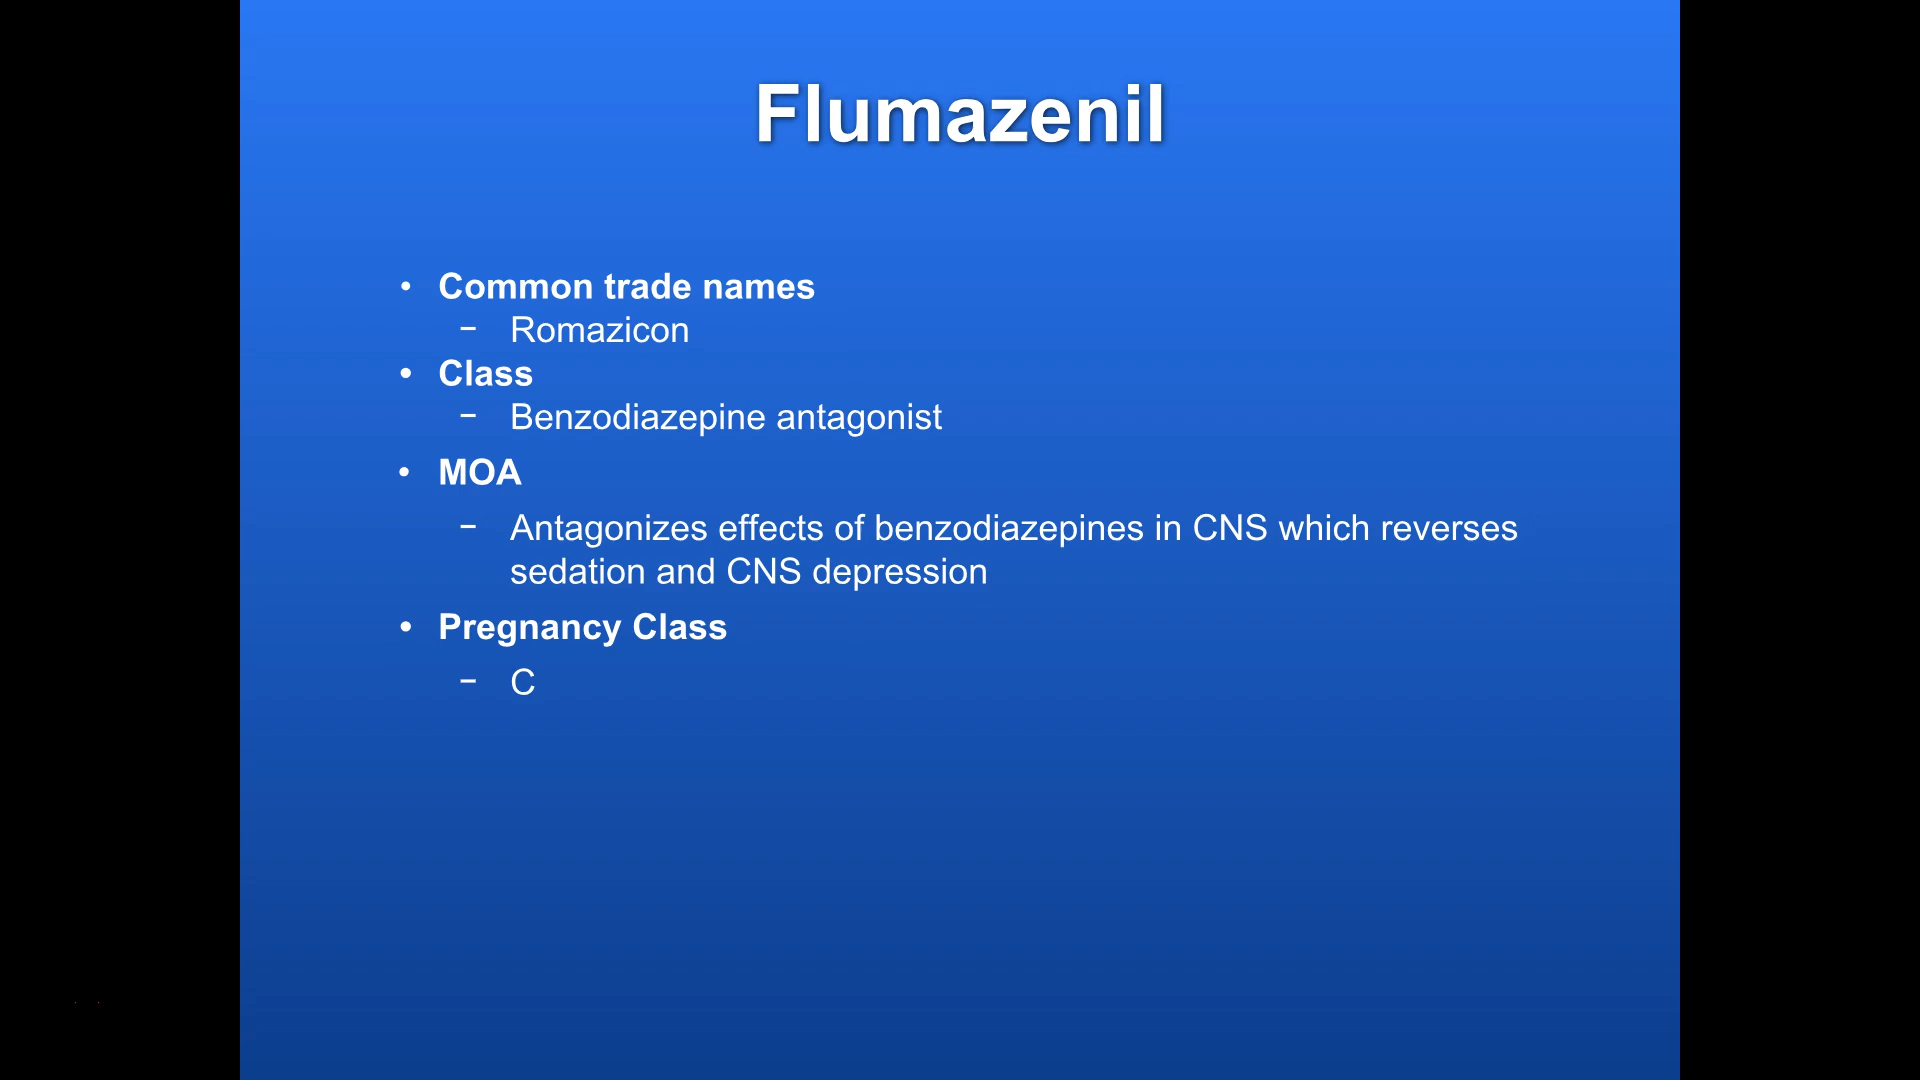 Flumazenil
• Common trade names
− Romazicon
• Class
− Benzodiazepine antagonist
• MOA
− Antagonizes effects of benzodiazepines in CNS which reverses
sedation and CNS depression
• Pregnancy Class
− C